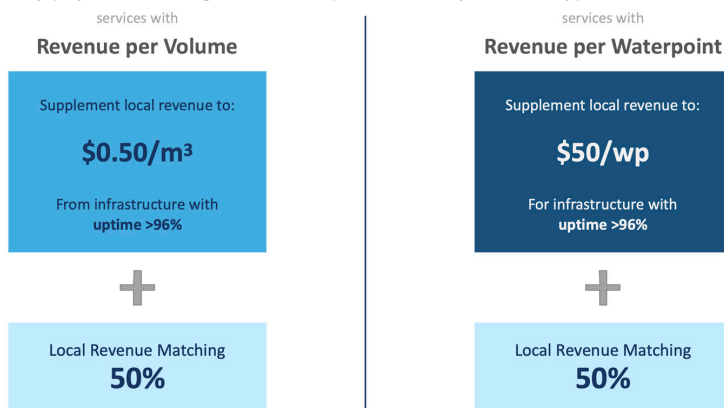 services with
Revenue per Volume
Supplement local revenue to:
$0.50/m³
From infrastructure with
uptime >96%
Local Revenue Matching
50%
services with
Revenue per Waterpoint
Supplement local revenue to:
$50/wp
For infrastructure with
uptime >96%
Local Revenue Matching
50%